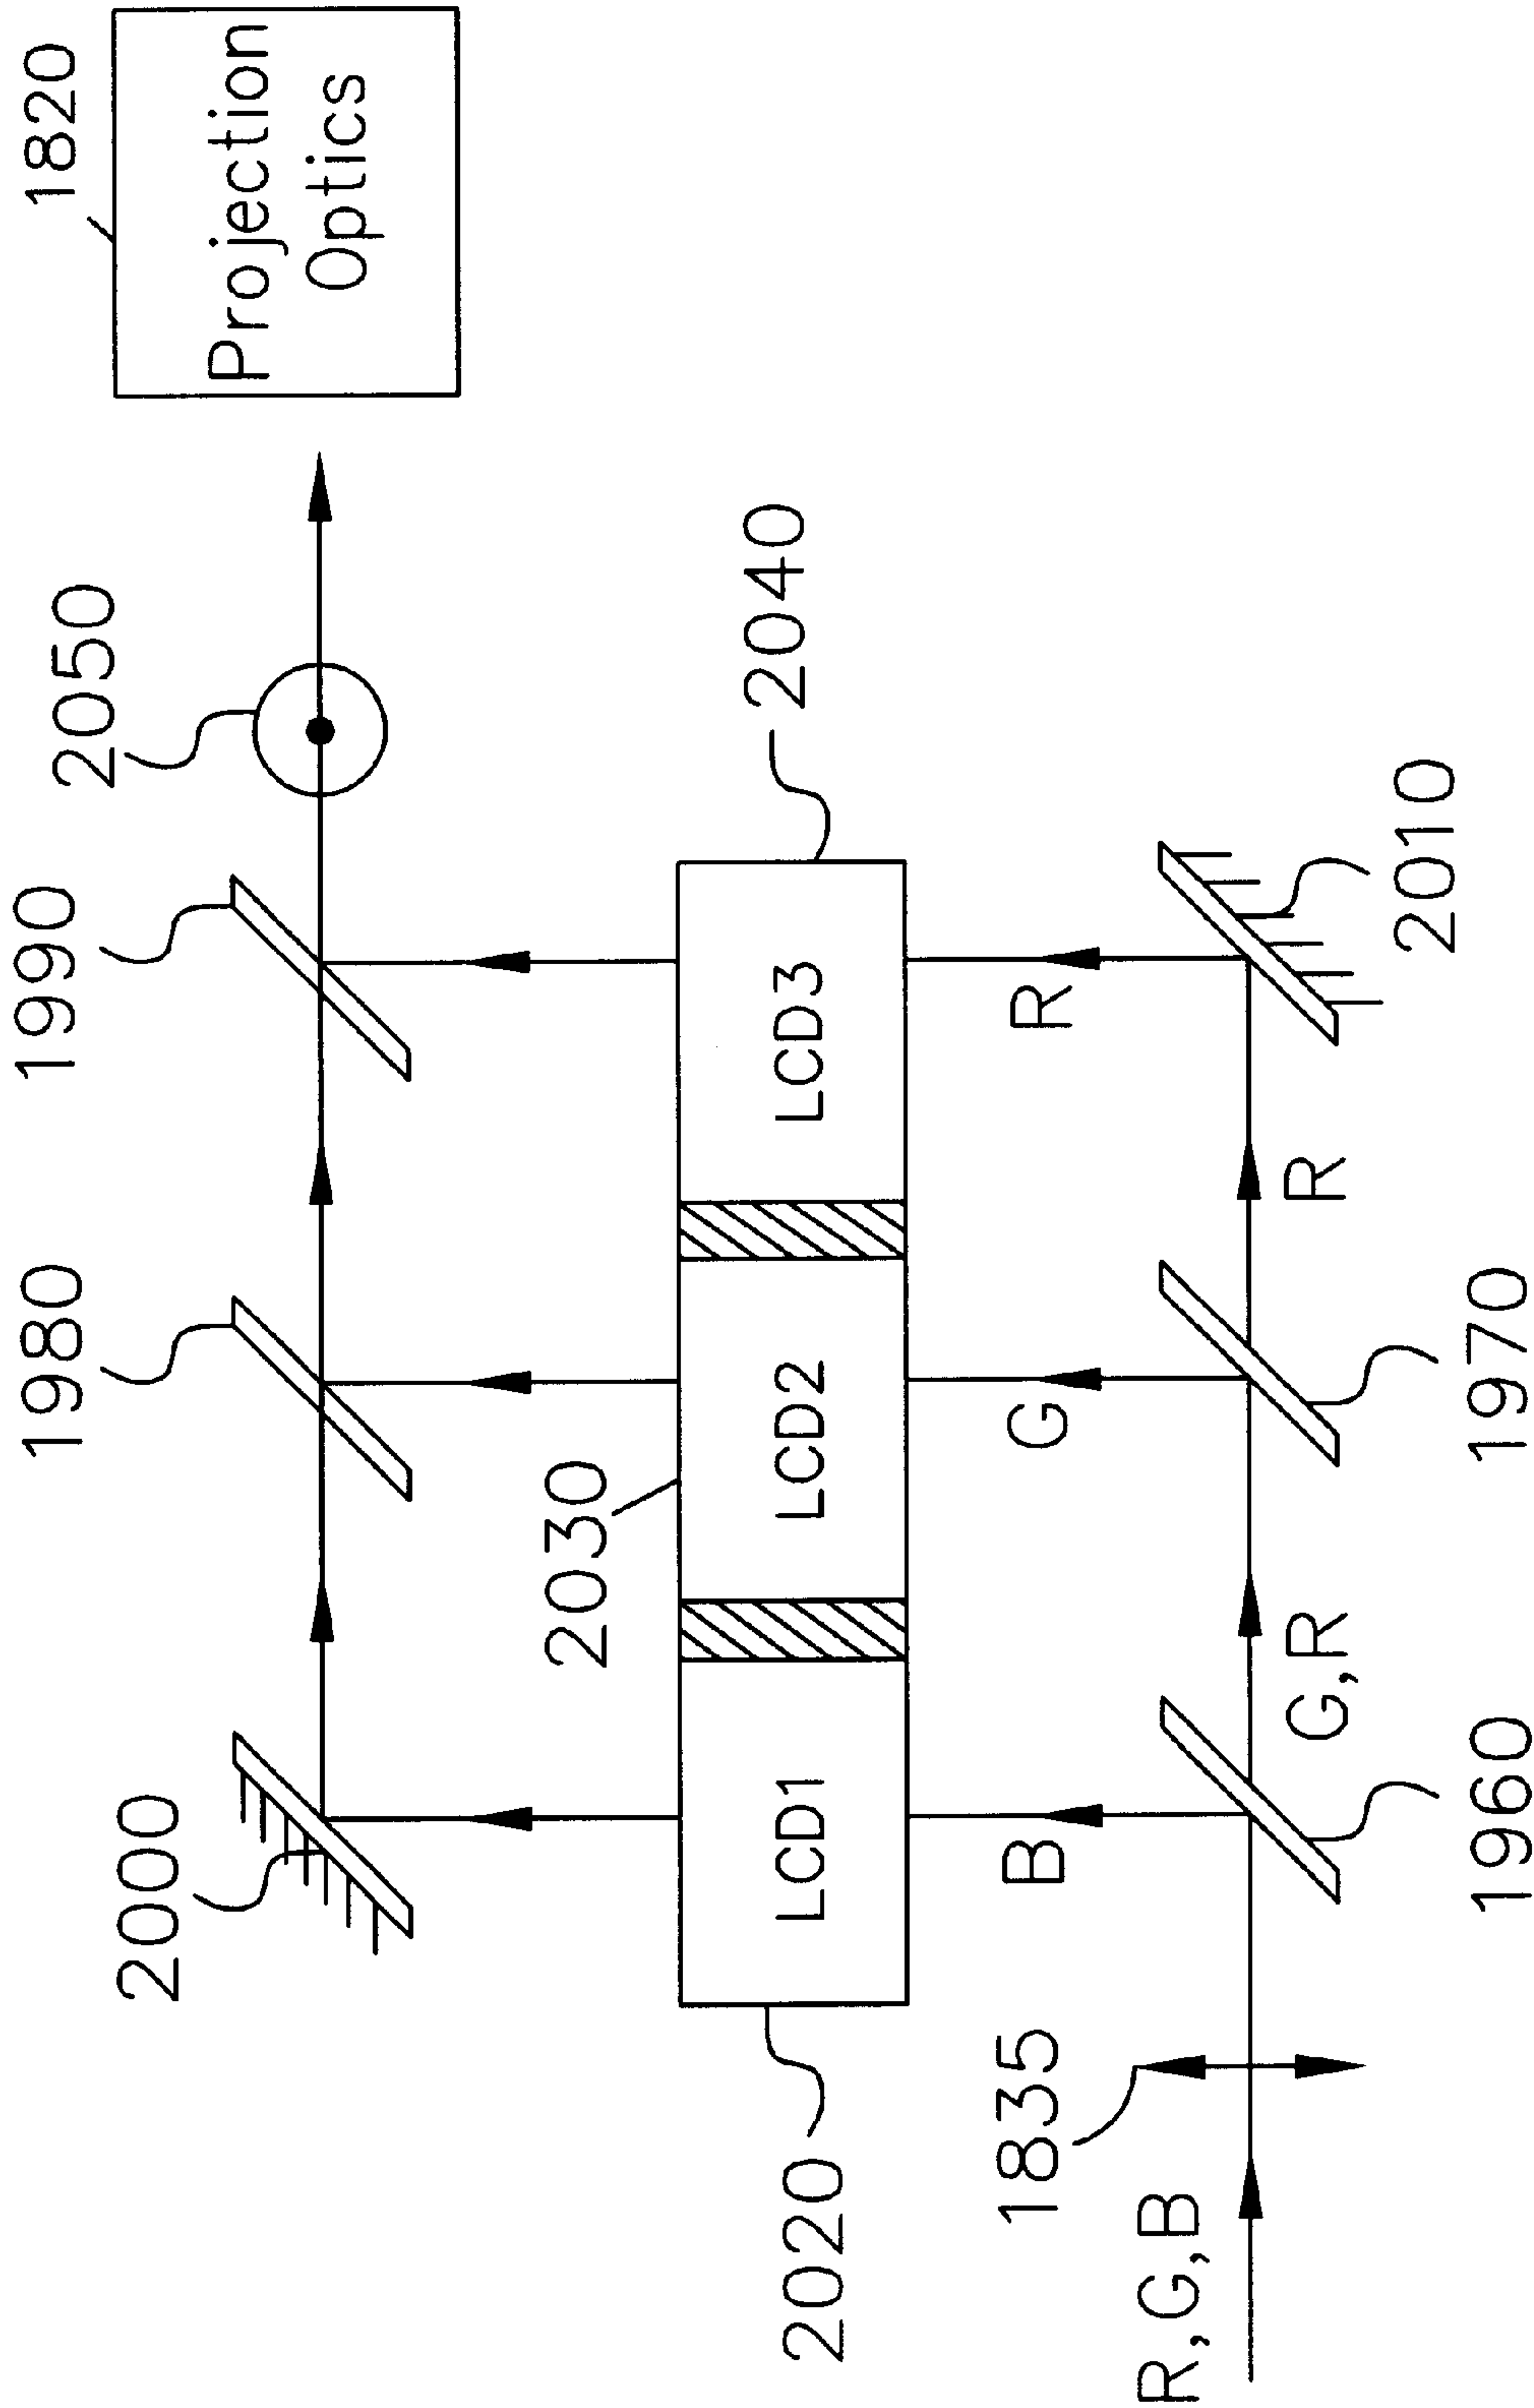 1820
Projection
Optics
2050
1990
1980
2000
2040
2030
LCD1
LCD2
LCD3
2020
B
G
R
1835
R,G,B
G,R
R
2010
1960
1970